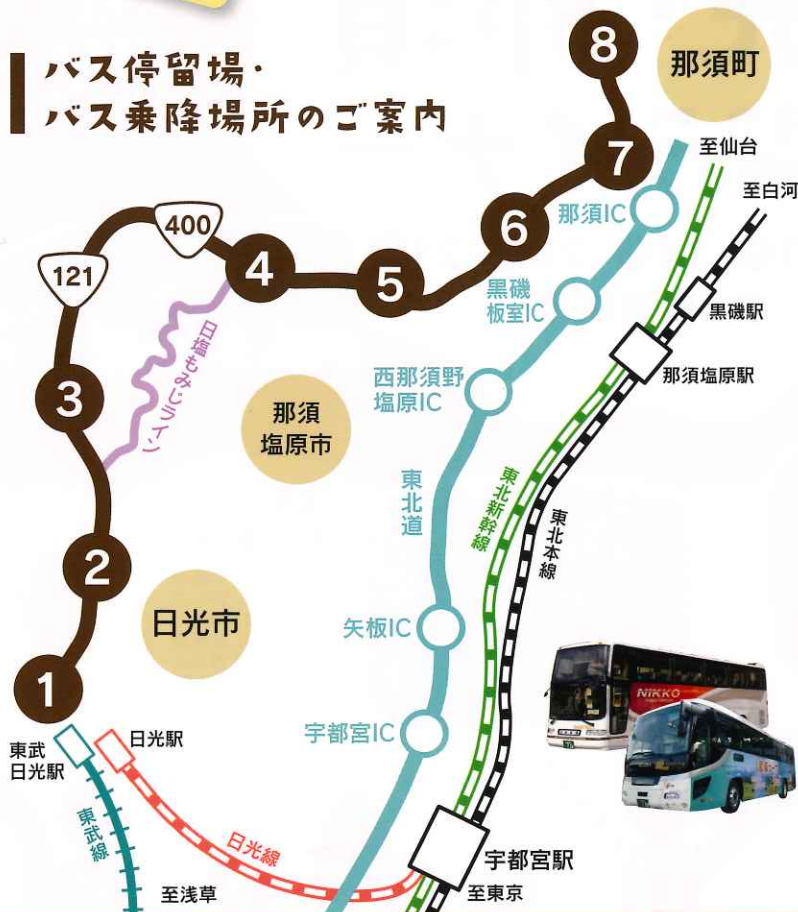 バス停留場・
バス乗降場所のご案内
8
那須町
7
至仙台
至白河
那須IC
6
400
4
5
121
黒磯
板室IC
黒磯駅
日塩もみじライン
那須塩原駅
3
西那須野
塩原IC
那須
塩原市
東北道
東北新幹線
東北本線
2
日光市
矢板IC
1
NIKKO
宇都宮IC
東武
日光駅
日光駅
東武線
日光線
宇都宮駅
至浅草
至東京